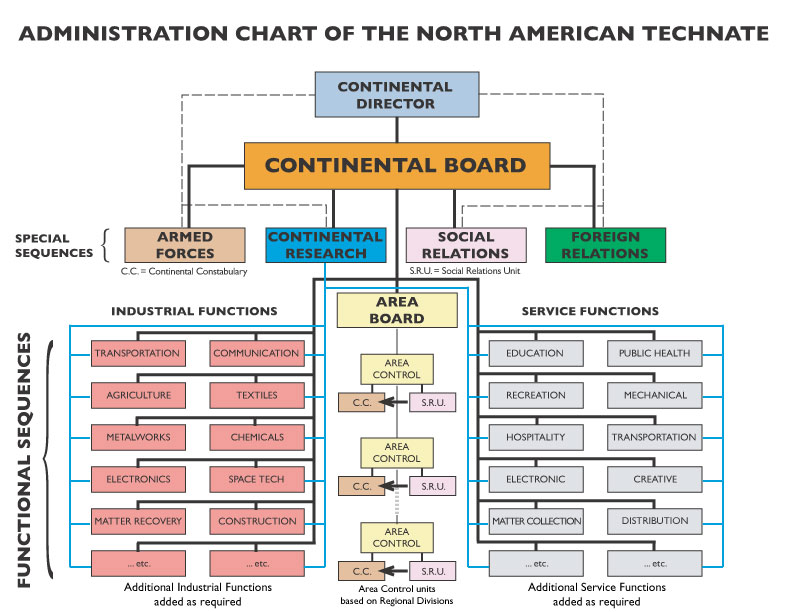 ADMINISTRATION CHART OF THE NORTH AMERICAN TECHNATE
CONTINENTAL
DIRECTOR
CONTINENTAL BOARD
SPECIAL
SEQUENCES
ARMED
FORCES
CONTINENTAL
RESEARCH
SOCIAL
RELATIONS
FOREIGN
RELATIONS
C.C. = Continental Constabulary
S.R.U. = Social Relations Unit
INDUSTRIAL FUNCTIONS
AREA
BOARD
SERVICE FUNCTIONS
FUNCTIONAL SEQUENCES
TRANSPORTATION
COMMUNICATION
AGRICULTURE
TEXTILES
METALWORKS
CHEMICALS
ELECTRONICS
SPACE TECH
MATTER RECOVERY
CONSTRUCTION
... etc.
... etc.
Additional Industrial Functions
added as required
AREA
CONTROL
C.C.
S.R.U.
AREA
CONTROL
C.C.
S.R.U.
AREA
CONTROL
C.C.
S.R.U.
Area Control units
based on Regional Divisions
EDUCATION
PUBLIC HEALTH
RECREATION
MECHANICAL
HOSPITALITY
TRANSPORTATION
ELECTRONIC
CREATIVE
MATTER COLLECTION
DISTRIBUTION
... etc.
... etc.
Additional Service Functions
added as required